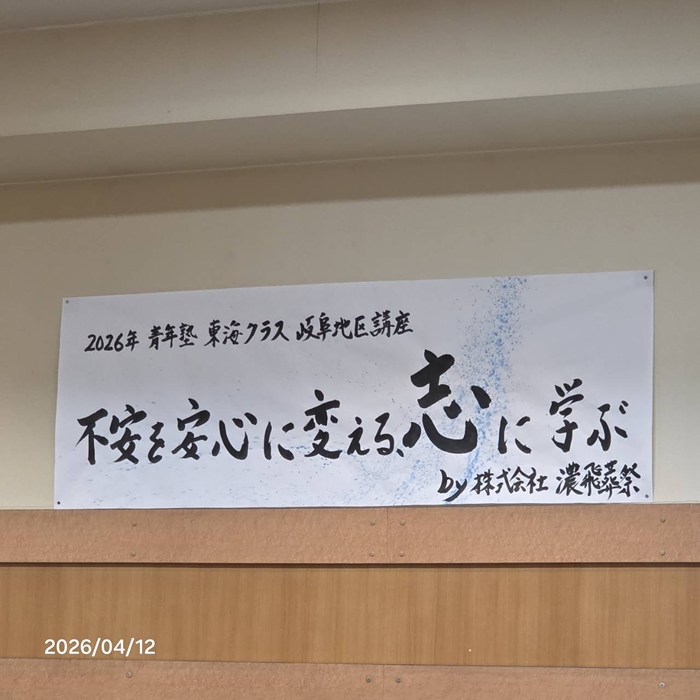 2026年 青年塾 東海クラス 岐阜地区講座
不安を安心に変える、志に学ぶ
by 株式会社 濃飛葬祭
2026/04/12